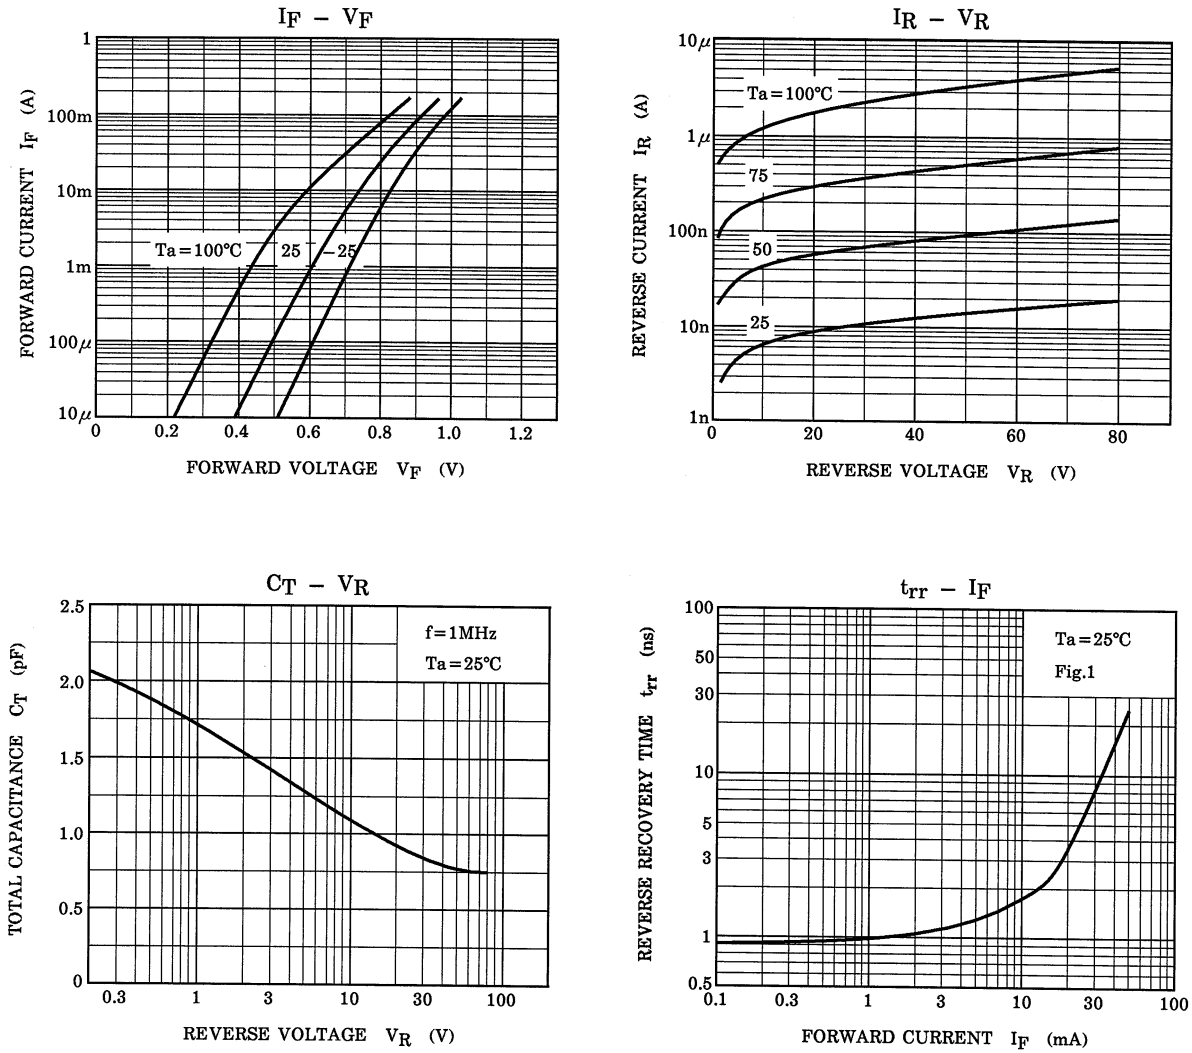 IF – VF
FORWARD CURRENT IF (A)
1
100m
10m
1m
100μ
10μ
Ta=100℃
25
-25
0
0.2
0.4
0.6
0.8
1.0
1.2
FORWARD VOLTAGE VF (V)
IR – VR
REVERSE CURRENT IR (A)
10μ
1μ
100n
10n
1n
Ta=100℃
75
50
25
0
20
40
60
80
REVERSE VOLTAGE VR (V)
CT – VR
TOTAL CAPACITANCE CT (pF)
2.5
2.0
1.5
1.0
0.5
0
f=1MHz
Ta=25℃
0.3
1
3
10
30
100
REVERSE VOLTAGE VR (V)
trr – IF
REVERSE RECOVERY TIME trr (ns)
100
50
30
10
5
3
1
0.5
Ta=25℃
Fig.1
0.1
0.3
1
3
10
30
100
FORWARD CURRENT IF (mA)